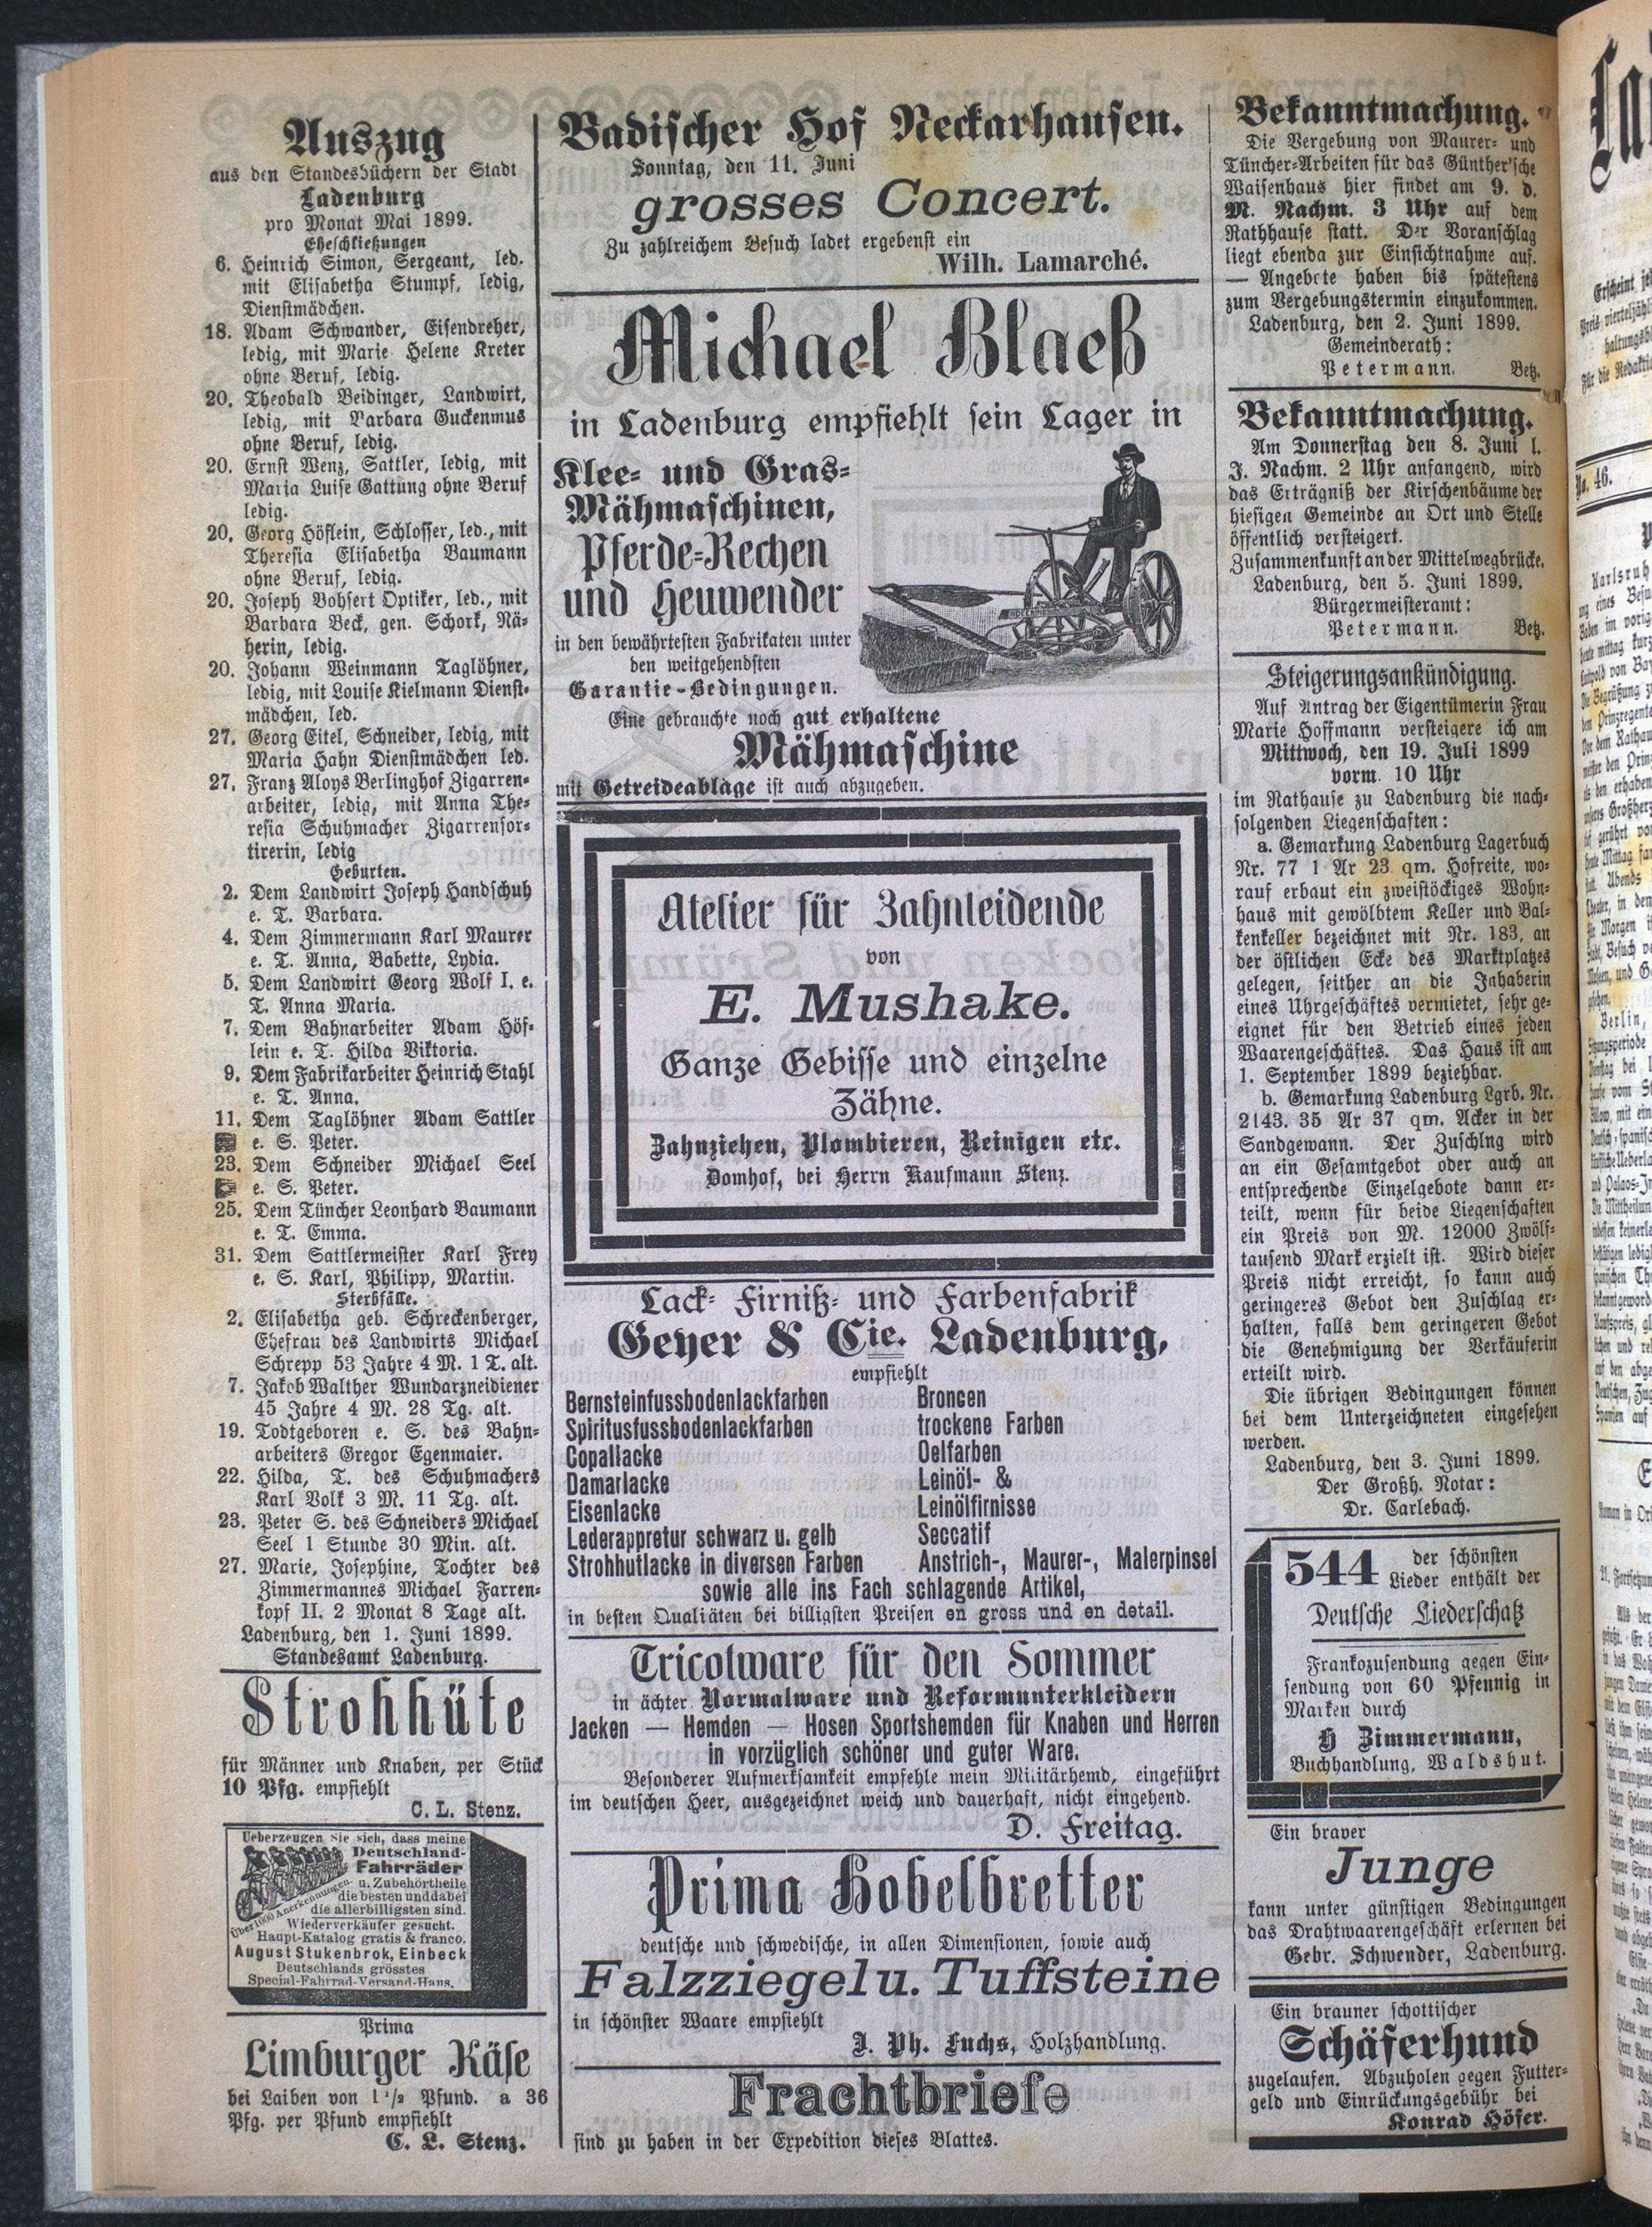 Auszug
aus den Standesbüchern der Stadt
Ladenburg
pro Monat Mai 1899.
Eheschließungen
6. Heinrich Simon, Sergeant, led.
mit Elisabetha Stumpf, ledig,
Dienstmädchen.
18. Adam Schwander, Eisendreher,
ledig, mit Marie Helene Kreter
ohne Beruf, ledig.
20. Theobald Beidinger, Landwirt,
ledig, mit Barbara Guckenmus
ohne Beruf, ledig.
20. Ernst Wenz, Sattler, ledig, mit
Maria Luise Gattung ohne Beruf
ledig.
20. Georg Höflein, Schlosser, led., mit
Theresia Elisabetha Baumann
ohne Beruf, ledig.
20. Joseph Bohsert Optiker, led., mit
Barbara Beck, gen. Schork, Nä-
herin, ledig.
20. Johann Weinmann Taglöhner,
ledig, mit Louise Kielmann Dienst-
mädchen, led.
27. Georg Eitel, Schneider, ledig, mit
Maria Hahn Dienstmädchen led.
27. Franz Aloys Berlinghof Zigarren-
arbeiter, ledig, mit Anna The-
resia Schuhmacher Zigarrensor-
tirerin, ledig
Geburten.
2. Dem Landwirt Joseph Handschuh
e. T. Barbara.
4. Dem Zimmermann Karl Maurer
e. T. Anna, Babette, Lydia.
5. Dem Landwirt Georg Wolf I. e.
T. Anna Maria.
7. Dem Bahnarbeiter Adam Höf-
lein e. T. Hilda Viktoria.
9. Dem Fabrikarbeiter Heinrich Stahl
e. T. Anna.
11. Dem Taglöhner Adam Sattler
e. S. Peter.
23. Dem Schneider Michael Seel
e. S. Peter.
25. Dem Tüncher Leonhard Baumann
e. T. Emma.
31. Dem Sattlermeister Karl Frey
e. S. Karl, Philipp, Martin.
Sterbfälle.
2. Elisabetha geb. Schreckenberger,
Ehefrau des Landwirts Michael
Schrepp 53 Jahre 4 M. 1 T. alt.
7. Jakob Walther Wundarzneidiener
45 Jahre 4 M. 28 Tg. alt.
19. Todtgeboren e. S. des Bahn-
arbeiters Gregor Egenmaier.
22. Hilda, T. des Schuhmachers
Karl Volk 3 M. 11 Tg. alt.
23. Peter S. des Schneiders Michael
Seel 1 Stunde 30 Min. alt.
27. Marie, Josephine, Tochter des
Zimmermannes Michael Farren-
kopf II. 2 Monat 8 Tage alt.
Ladenburg, den 1. Juni 1899.
Standesamt Ladenburg.
Strohhüte
für Männer und Knaben, per Stück
10 Pfg. empfiehlt
C. L. Stenz.
Ueberzeugen Sie sich, dass meine
Deutschland-
Fahrräder
u. Zubehörtheile
die besten und dabei
die allerbilligsten sind.
Über 1000 Anerkennungen.
Wiederverkäufer gesucht.
Haupt-Katalog gratis & franco.
August Stukenbrok, Einbeck
Deutschlands grösstes
Special-Fahrrad-Versand-Haus.
Prima
Limburger Käse
bei Laiben von 1 1/2 Pfund. a 36
Pfg. per Pfund empfiehlt
C. L. Stenz.
Badischer Hof Neckarhausen.
Sonntag, den 11. Juni
grosses Concert.
Zu zahlreichem Besuch ladet ergebenst ein
Wilh. Lamarché.
Michael Blaeß
in Ladenburg empfiehlt sein Lager in
Klee- und Gras-
Mähmaschinen,
Pferde-Rechen
und Heuwender
in den bewährtesten Fabrikaten unter
den weitgehendsten
Garantie-Bedingungen.
Eine gebrauchte noch gut erhaltene
Mähmaschine
mit Getreideablage ist auch abzugeben.
Atelier für Zahnleidende
von
E. Mushake.
Ganze Gebisse und einzelne
Zähne.
Zahnziehen, Plombieren, Reinigen etc.
Domhof, bei Herrn Kaufmann Stenz.
Lack- Firniß- und Farbenfabrik
Geyer & Cie. Ladenburg,
empfiehlt
Bernsteinfussbodenlackfarben
Spiritusfussbodenlackfarben
Copallacke
Damarlacke
Eisenlacke
Lederappretur schwarz u. gelb
Strohhutlacke in diversen Farben
Broncen
trockene Farben
Oelfarben
Leinöl- &
Leinölfirnisse
Seccatif
Anstrich-, Maurer-, Malerpinsel
sowie alle ins Fach schlagende Artikel,
in besten Qualiäten bei billigsten Preisen en gross und en detail.
Tricotware für den Sommer
in ächter Normalware und Reformunterkleidern
Jacken — Hemden — Hosen Sportshemden für Knaben und Herren
in vorzüglich schöner und guter Ware.
Besonderer Aufmerksamkeit empfehle mein Militärhemd, eingeführt
im deutschen Heer, ausgezeichnet weich und dauerhaft, nicht eingehend.
D. Freitag.
Prima Hobelbretter
deutsche und schwedische, in allen Dimensionen, sowie auch
Falzziegel u. Tuffsteine
in schönster Waare empfiehlt
J. Ph. Fuchs, Holzhandlung.
Frachtbriefe
sind zu haben in der Expedition dieses Blattes.
Bekanntmachung.
Die Vergebung von Maurer- und
Tüncher-Arbeiten für das Günther'sche
Waisenhaus hier findet am 9. d.
M. Nachm. 3 Uhr auf dem
Rathhause statt. Der Voranschlag
liegt ebenda zur Einsichtnahme auf.
— Angebote haben bis spätestens
zum Vergebungstermin einzukommen.
Ladenburg, den 2. Juni 1899.
Gemeinderath:
Petermann. Betz.
Bekanntmachung.
Am Donnerstag den 8. Juni l.
J. Nachm. 2 Uhr anfangend, wird
das Erträgniß der Kirschenbäume der
hiesigen Gemeinde an Ort und Stelle
öffentlich versteigert.
Zusammenkunft an der Mittelwegbrücke.
Ladenburg, den 5. Juni 1899.
Bürgermeisteramt:
Petermann. Betz.
Steigerungsankündigung.
Auf Antrag der Eigentümerin Frau
Marie Hoffmann versteigere ich am
Mittwoch, den 19. Juli 1899
vorm. 10 Uhr
im Rathause zu Ladenburg die nach-
folgenden Liegenschaften:
a. Gemarkung Ladenburg Lagerbuch
Nr. 77 1 Ar 23 qm. Hofreite, wo-
rauf erbaut ein zweistöckiges Wohn-
haus mit gewölbtem Keller und Bal-
kenkeller bezeichnet mit Nr. 183, an
der östlichen Ecke des Marktplatzes
gelegen, seither an die Jahaberin
eines Uhrgeschäftes vermietet, sehr ge-
eignet für den Betrieb eines jeden
Waarengeschäftes. Das Haus ist am
1. September 1899 beziehbar.
b. Gemarkung Ladenburg Lgrb. Nr.
2143. 35 Ar 37 qm. Acker in der
Sandgewann. Der Zuschlng wird
an ein Gesamtgebot oder auch an
entsprechende Einzelgebote dann er-
teilt, wenn für beide Liegenschaften
ein Preis von M. 12000 Zwölf-
tausend Mark erzielt ist. Wird dieser
Preis nicht erreicht, so kann auch
geringeres Gebot den Zuschlag er-
halten, falls dem geringeren Gebot
die Genehmigung der Verkäuferin
erteilt wird.
Die übrigen Bedingungen können
bei dem Unterzeichneten eingesehen
werden.
Ladenburg, den 3. Juni 1899.
Der Großh. Notar:
Dr. Carlebach.
544 der schönsten
Lieder enthält der
Deutsche Liederschatz
Frankozusendung gegen Ein-
sendung von 60 Pfennig in
Marken durch
H Zimmermann,
Buchhandlung, Waldshut.
Ein braver
Junge
kann unter günstigen Bedingungen
das Drahtwaarengeschäft erlernen bei
Gebr. Schwender, Ladenburg.
Ein brauner schottischer
Schäferhund
zugelaufen. Abzuholen gegen Futter-
geld und Einrückungsgebühr bei
Konrad Höfer.
No. 46.